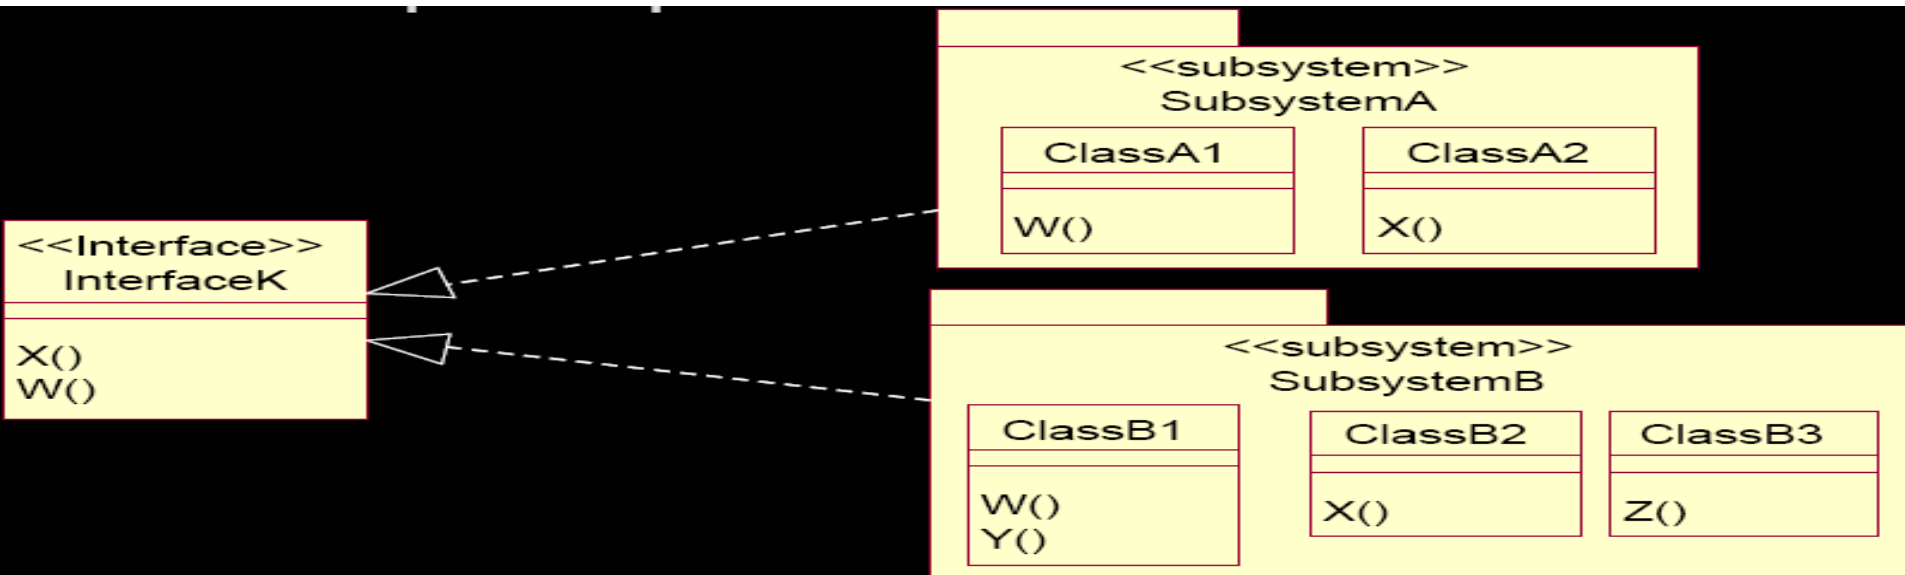 <<Interface>>
InterfaceK
X()
W()
<<subsystem>>
SubsystemA
ClassA1
W()
ClassA2
X()
<<subsystem>>
SubsystemB
ClassB1
W()
Y()
ClassB2
X()
ClassB3
Z()